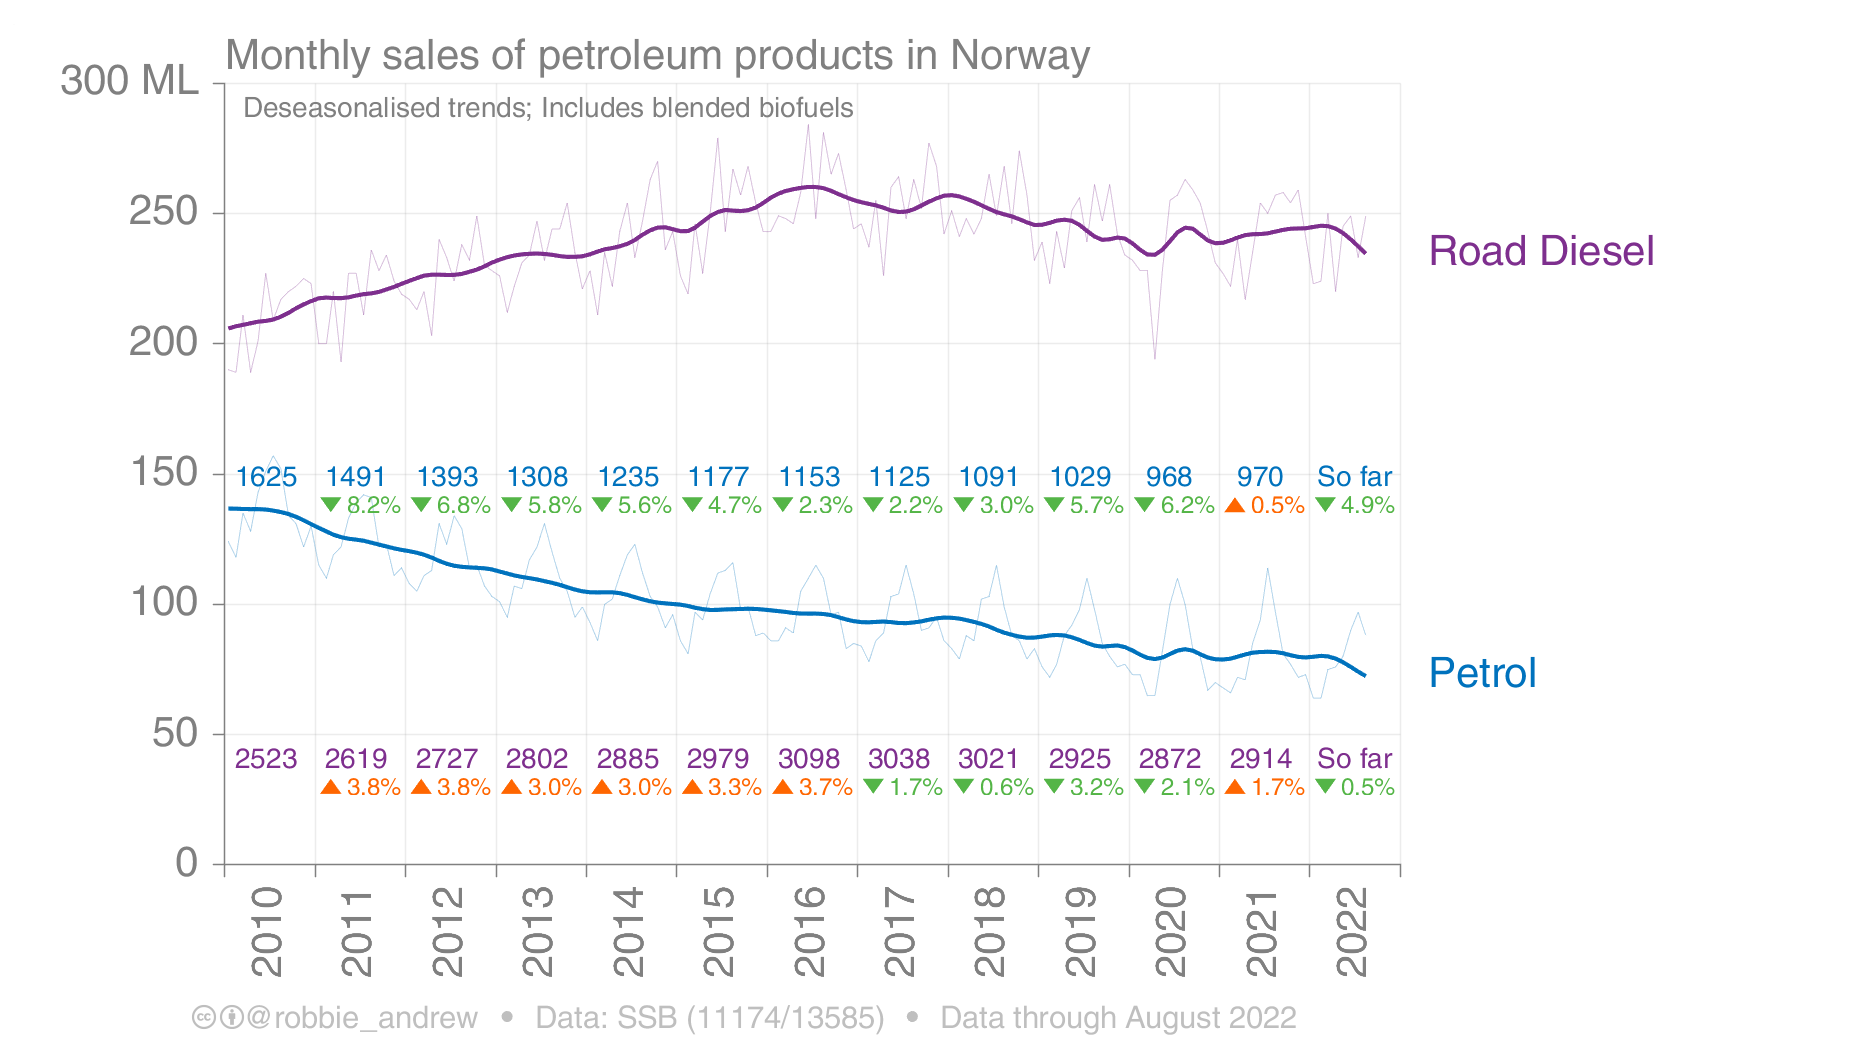 Monthly sales of petroleum products in Norway
300 ML
Deseasonalised trends; Includes blended biofuels
250
Road Diesel
200
150
1625 1491 1393 1308 1235 1177 1153 1125 1091 1029 968 970 So far
▼ 8.2% ▼ 6.8% ▼ 5.8% ▼ 5.6% ▼ 4.7% ▼ 2.3% ▼ 2.2% ▼ 3.0% ▼ 5.7% ▼ 6.2% ▲ 0.5% ▼ 4.9%
100
Petrol
50
2523 2619 2727 2802 2885 2979 3098 3038 3021 2925 2872 2914 So far
▲ 3.8% ▲ 3.8% ▲ 3.0% ▲ 3.0% ▲ 3.3% ▲ 3.7% ▼ 1.7% ▼ 0.6% ▼ 3.2% ▼ 2.1% ▲ 1.7% ▼ 0.5%
0
2010 2011 2012 2013 2014 2015 2016 2017 2018 2019 2020 2021 2022
cc @robbie_andrew • Data: SSB (11174/13585) • Data through August 2022